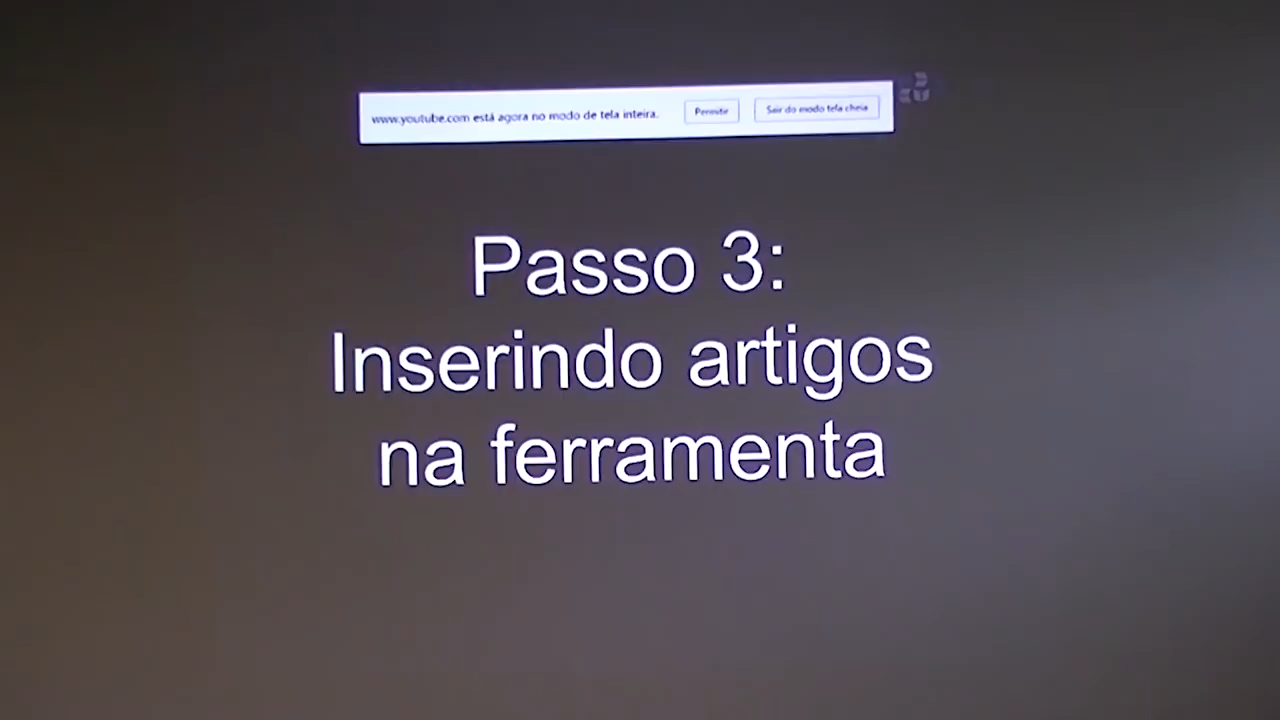 www.youtube.com está agora no modo de tela inteira. Permitir Sair do modo tela cheia
Passo 3:
Inserindo artigos
na ferramenta